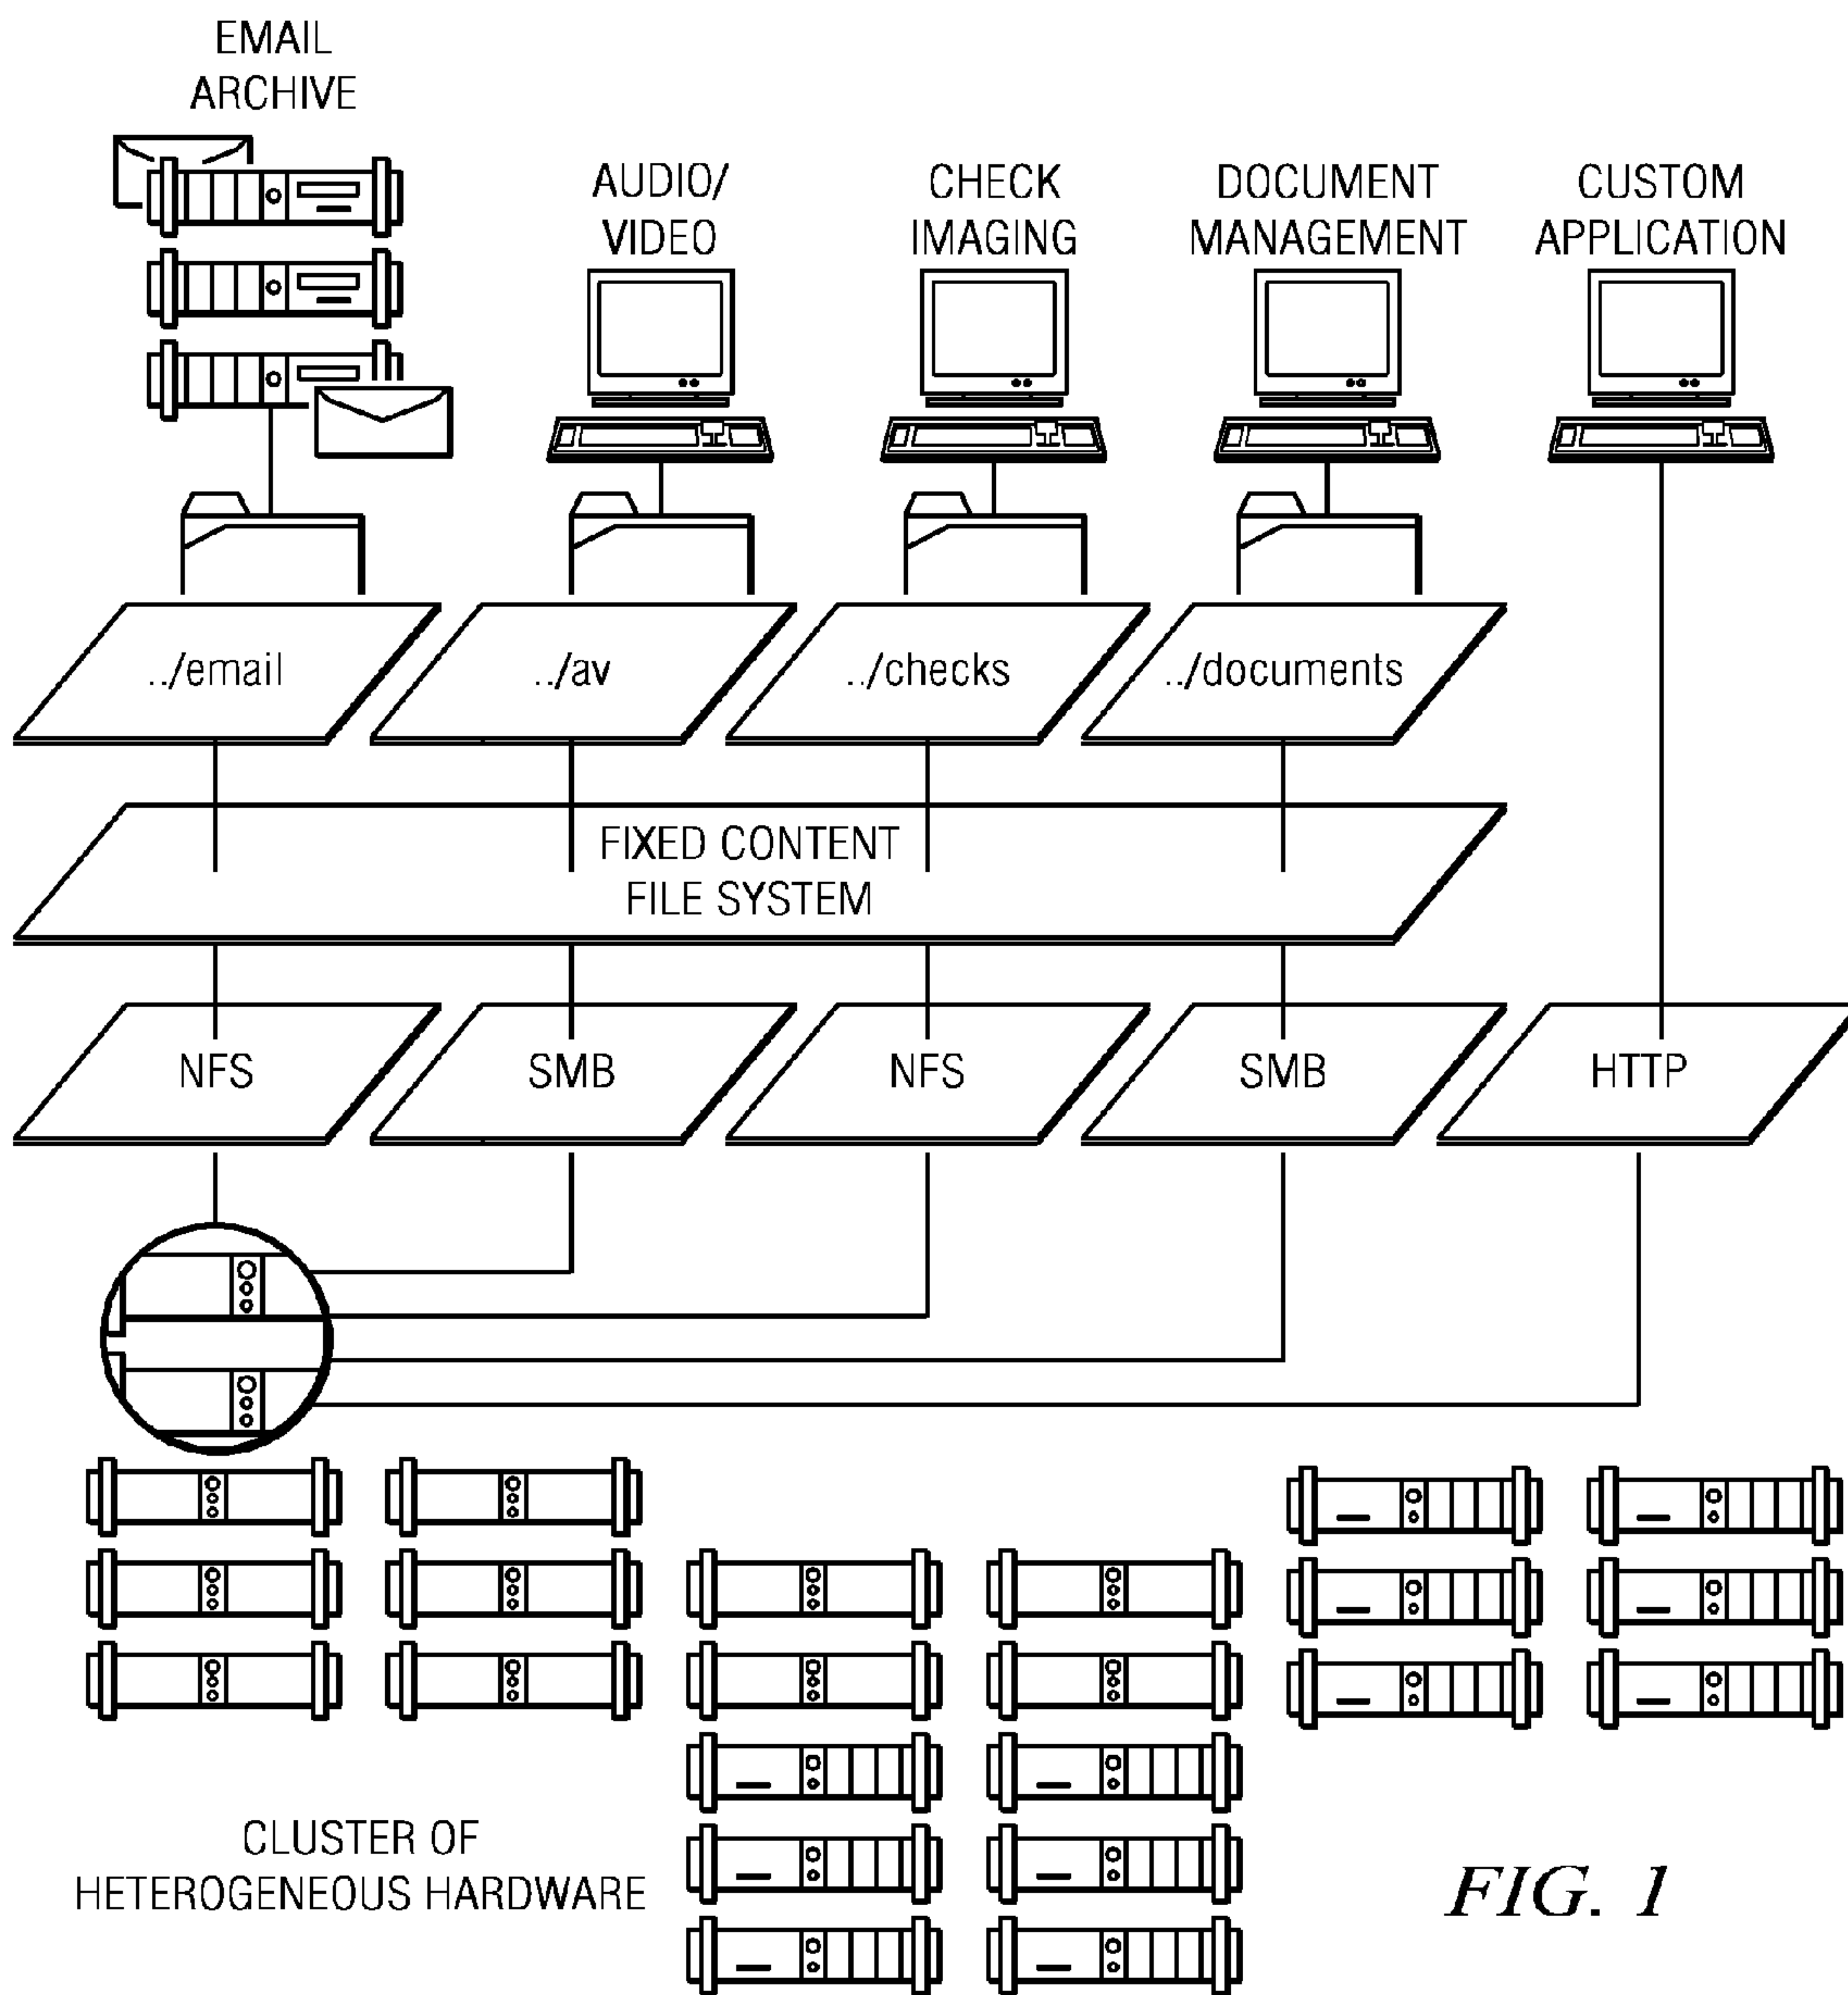 EMAIL
ARCHIVE
AUDIO/
VIDEO
CHECK
IMAGING
DOCUMENT
MANAGEMENT
CUSTOM
APPLICATION
../email
../av
../checks
../documents
FIXED CONTENT
FILE SYSTEM
NFS
SMB
NFS
SMB
HTTP
CLUSTER OF
HETEROGENEOUS HARDWARE
FIG. 1